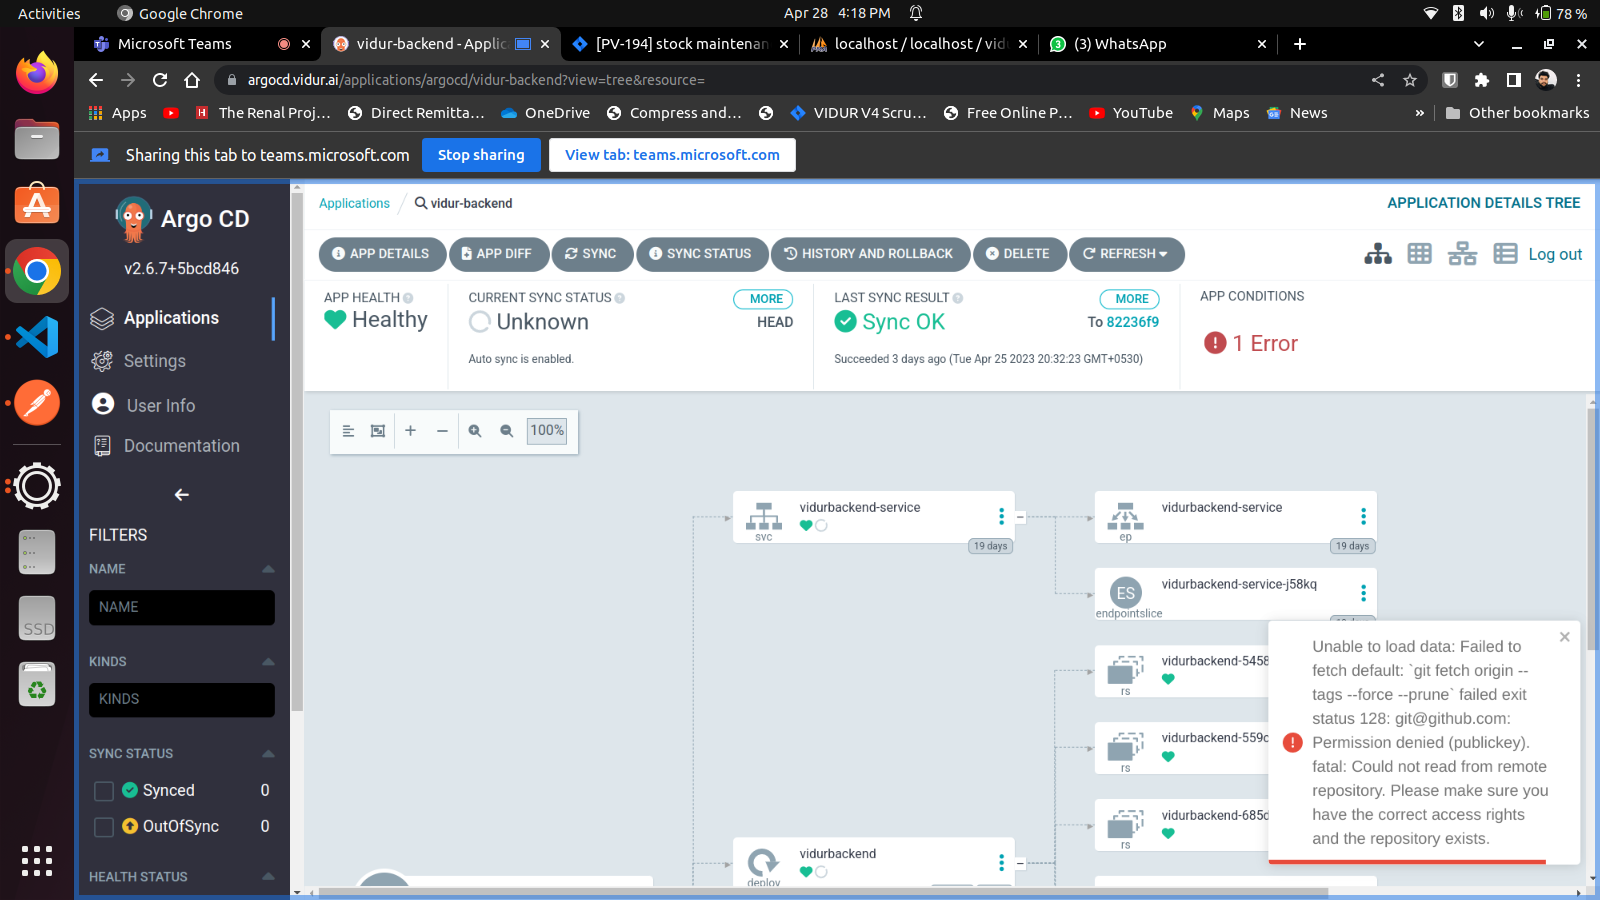 Activities
Google Chrome
Apr 28 4:18 PM
78 %
Microsoft Teams
vidur-backend - Applic
[PV-194] stock maintenan
localhost / localhost / vid
(3) WhatsApp
argocd.vidur.ai/applications/argocd/vidur-backend?view=tree&resource=
Apps
The Renal Proj...
Direct Remitta...
OneDrive
Compress and...
VIDUR V4 Scru...
Free Online P...
YouTube
Maps
News
»
Other bookmarks
Sharing this tab to teams.microsoft.com
Stop sharing
View tab: teams.microsoft.com
Argo CD
v2.6.7+5bcd846
Applications
Settings
User Info
Documentation
FILTERS
NAME
NAME
KINDS
KINDS
SYNC STATUS
Synced 0
OutOfSync 0
HEALTH STATUS
SSD
Applications / vidur-backend
APPLICATION DETAILS TREE
APP DETAILS
APP DIFF
SYNC
SYNC STATUS
HISTORY AND ROLLBACK
DELETE
REFRESH
Log out
APP HEALTH
Healthy
CURRENT SYNC STATUS
MORE
Unknown
HEAD
Auto sync is enabled.
LAST SYNC RESULT
MORE
Sync OK
To 82236f9
Succeeded 3 days ago (Tue Apr 25 2023 20:32:23 GMT+0530)
APP CONDITIONS
1 Error
100%
vidurbackend-service
svc
19 days
vidurbackend-service
ep
19 days
ES
vidurbackend-service-j58kq
endpointslice
vidurbackend-5458
rs
vidurbackend-559c
rs
vidurbackend-685d
rs
vidurbackend
deploy
Unable to load data: Failed to
fetch default: `git fetch origin --
tags --force --prune` failed exit
status 128: git@github.com:
Permission denied (publickey).
fatal: Could not read from remote
repository. Please make sure you
have the correct access rights
and the repository exists.